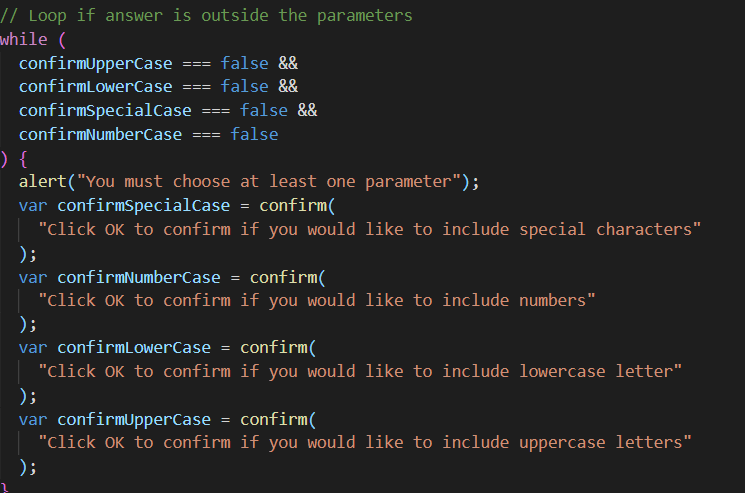 // Loop if answer is outside the parameters
while (
  confirmUpperCase === false &&
  confirmLowerCase === false &&
  confirmSpecialCase === false &&
  confirmNumberCase === false
) {
  alert("You must choose at least one parameter");
  var confirmSpecialCase = confirm(
    "Click OK to confirm if you would like to include special characters"
  );
  var confirmNumberCase = confirm(
    "Click OK to confirm if you would like to include numbers"
  );
  var confirmLowerCase = confirm(
    "Click OK to confirm if you would like to include lowercase letter"
  );
  var confirmUpperCase = confirm(
    "Click OK to confirm if you would like to include uppercase letters"
  );
}